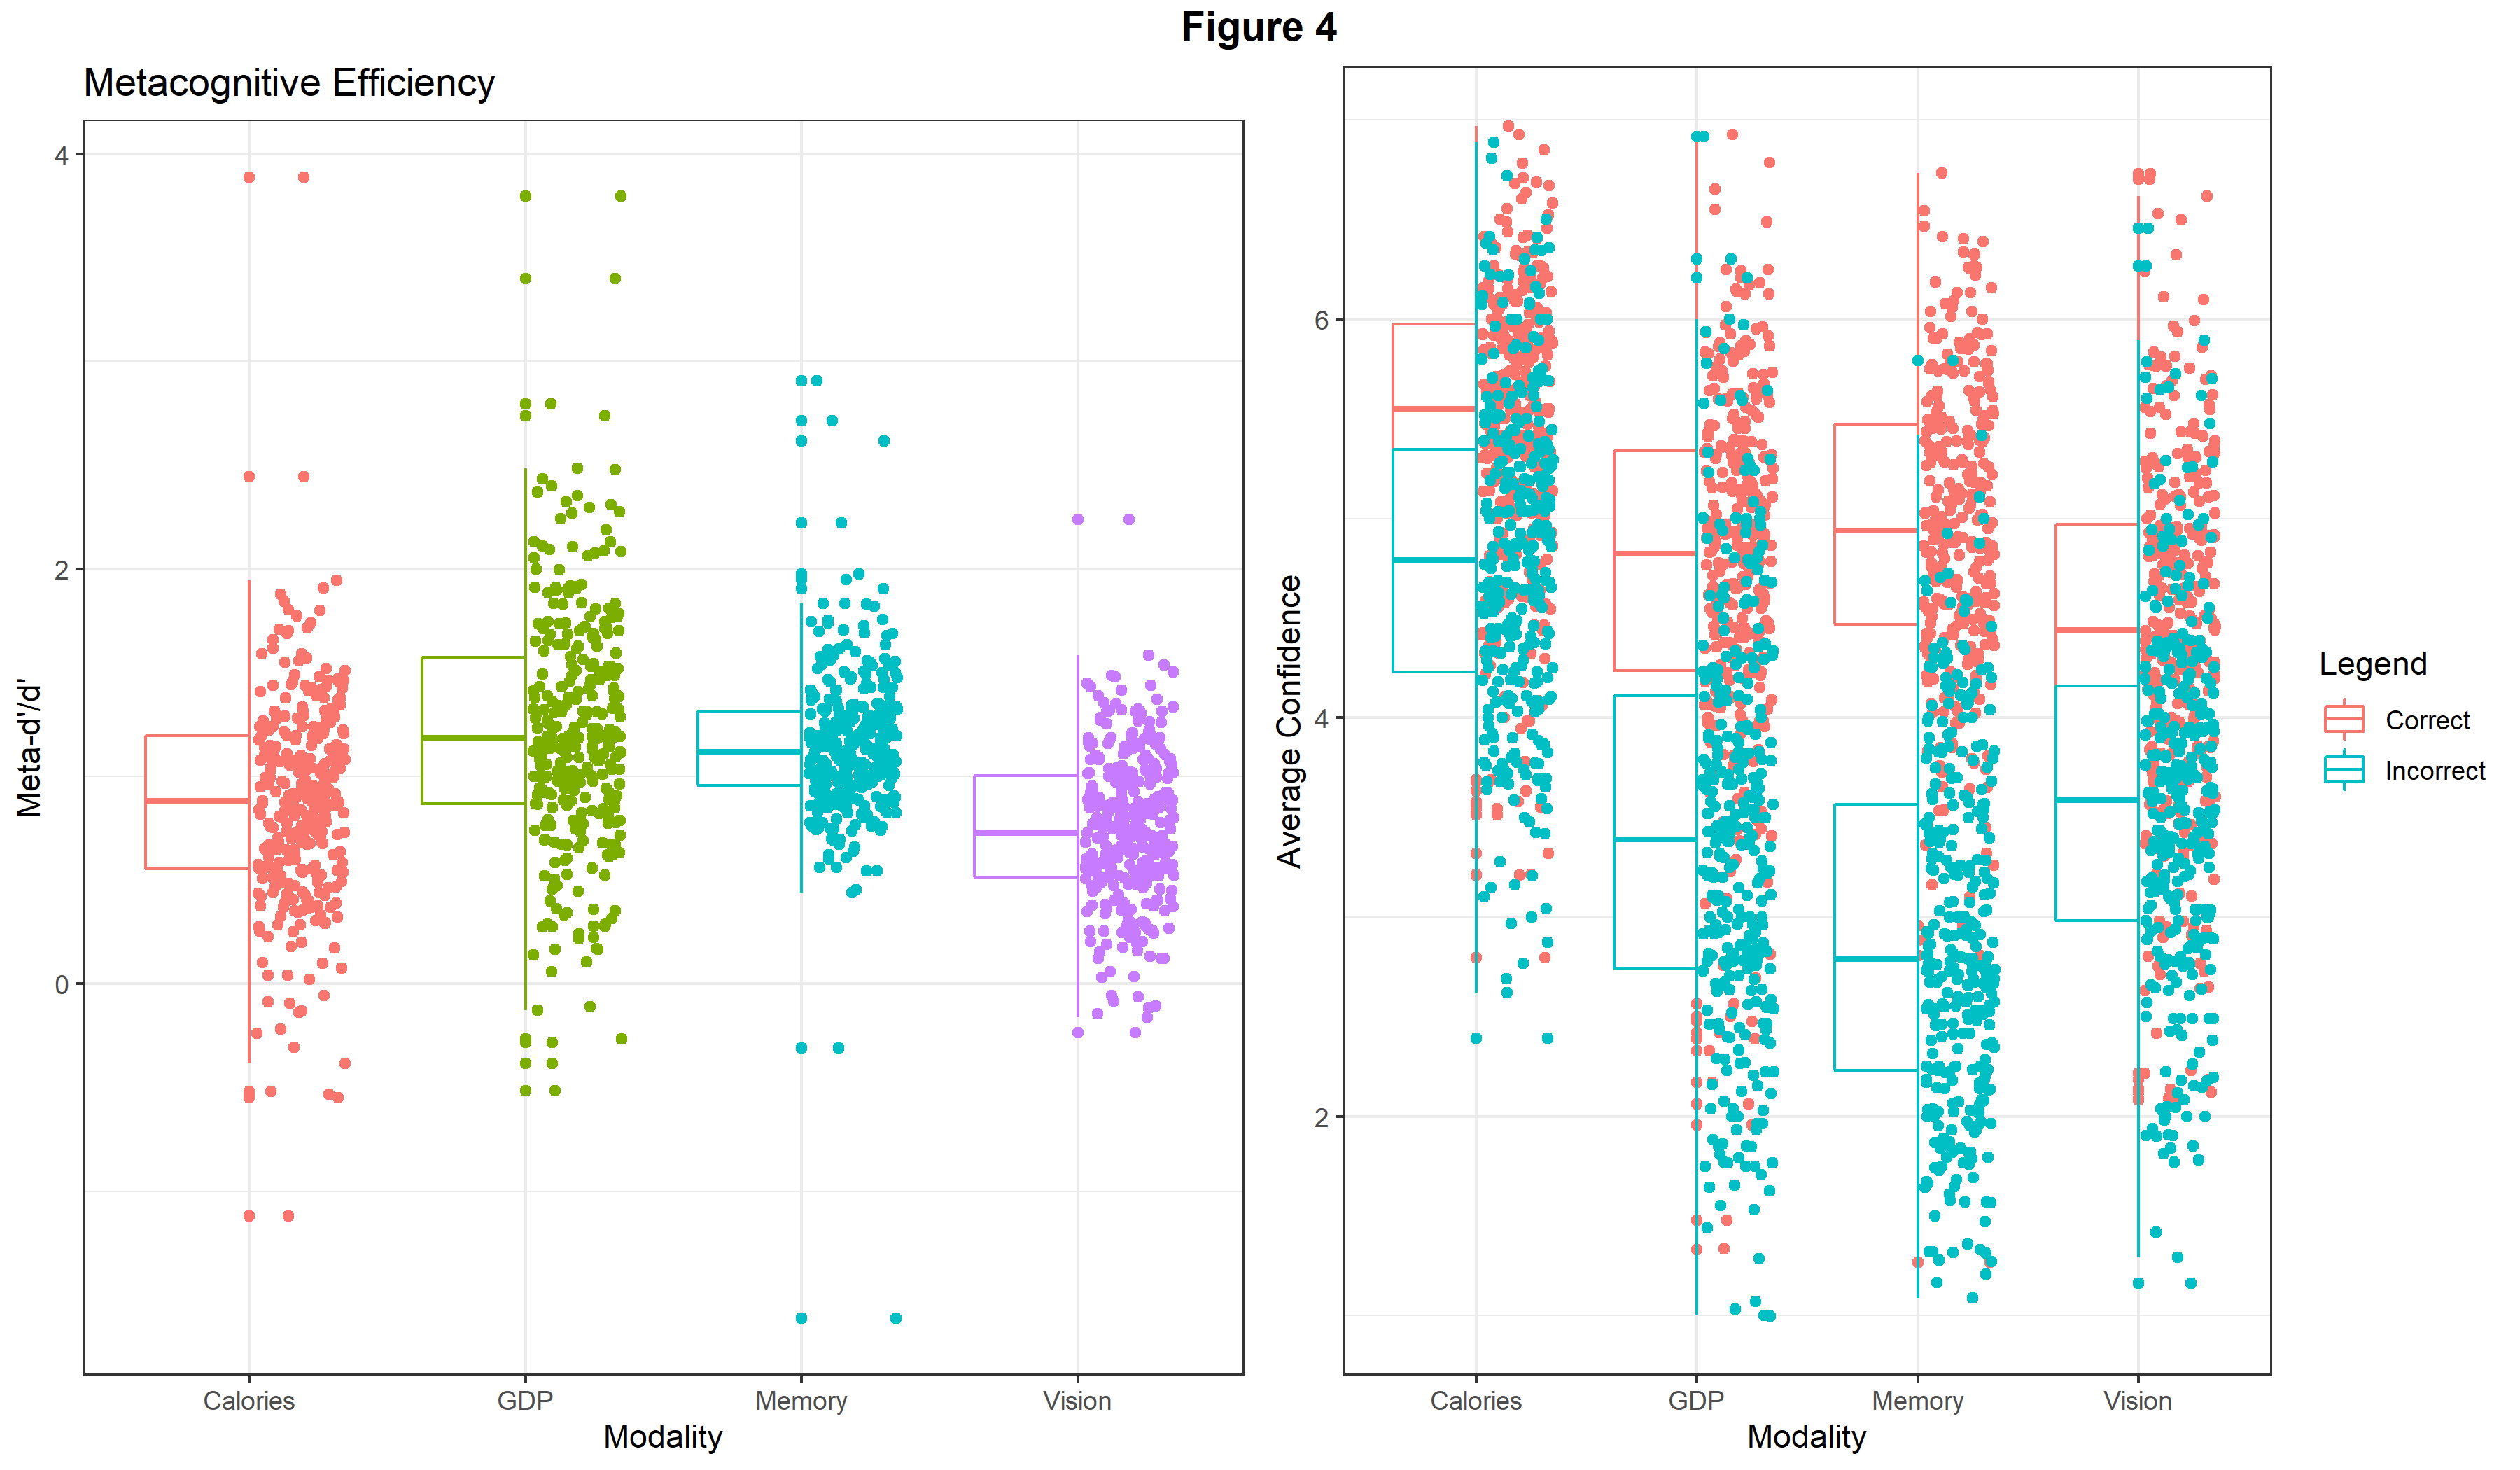 Figure 4
Metacognitive Efficiency
Meta-d'/d'
4
2
0
Calories GDP Memory Vision
Modality
Average Confidence
6
4
2
Calories GDP Memory Vision
Modality
Legend
Correct
Incorrect